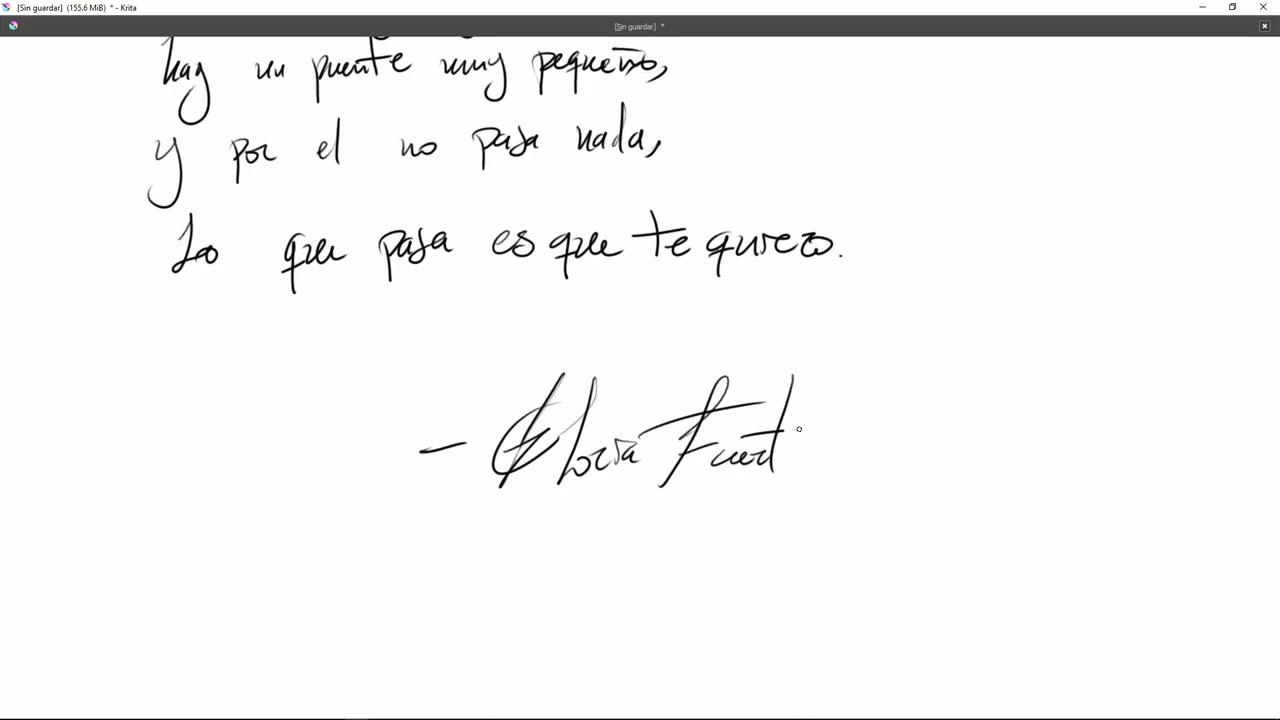 [Sin guardar] (155.6 MiB) * - Krita
[Sin guardar] *
hay un puente muy pequeño,
y por el no pasa nada,
Lo que pasa es que te quiero.
- Gloria Fuert